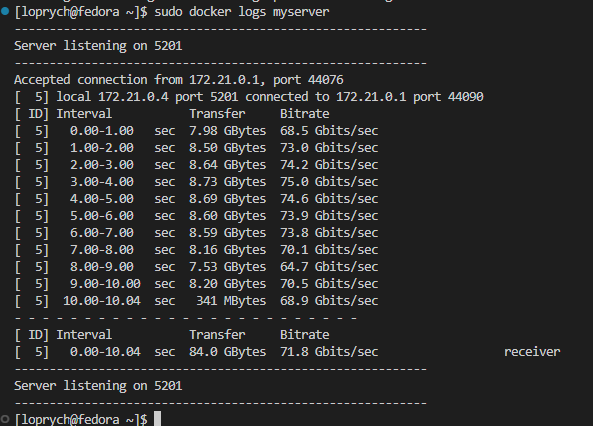 [loprych@fedora ~]$ sudo docker logs myserver
-----------------------------------------------------------
Server listening on 5201
-----------------------------------------------------------
Accepted connection from 172.21.0.1, port 44076
[  5] local 172.21.0.4 port 5201 connected to 172.21.0.1 port 44090
[ ID] Interval           Transfer     Bitrate
[  5]   0.00-1.00   sec  7.98 GBytes  68.5 Gbits/sec
[  5]   1.00-2.00   sec  8.50 GBytes  73.0 Gbits/sec
[  5]   2.00-3.00   sec  8.64 GBytes  74.2 Gbits/sec
[  5]   3.00-4.00   sec  8.73 GBytes  75.0 Gbits/sec
[  5]   4.00-5.00   sec  8.69 GBytes  74.6 Gbits/sec
[  5]   5.00-6.00   sec  8.60 GBytes  73.9 Gbits/sec
[  5]   6.00-7.00   sec  8.59 GBytes  73.8 Gbits/sec
[  5]   7.00-8.00   sec  8.16 GBytes  70.1 Gbits/sec
[  5]   8.00-9.00   sec  7.53 GBytes  64.7 Gbits/sec
[  5]   9.00-10.00  sec  8.20 GBytes  70.5 Gbits/sec
[  5]  10.00-10.04  sec   341 MBytes  68.9 Gbits/sec
- - - - - - - - - - - - - - - - - - - - - - - - -
[ ID] Interval           Transfer     Bitrate
[  5]   0.00-10.04  sec  84.0 GBytes  71.8 Gbits/sec                  receiver
-----------------------------------------------------------
Server listening on 5201
-----------------------------------------------------------
[loprych@fedora ~]$